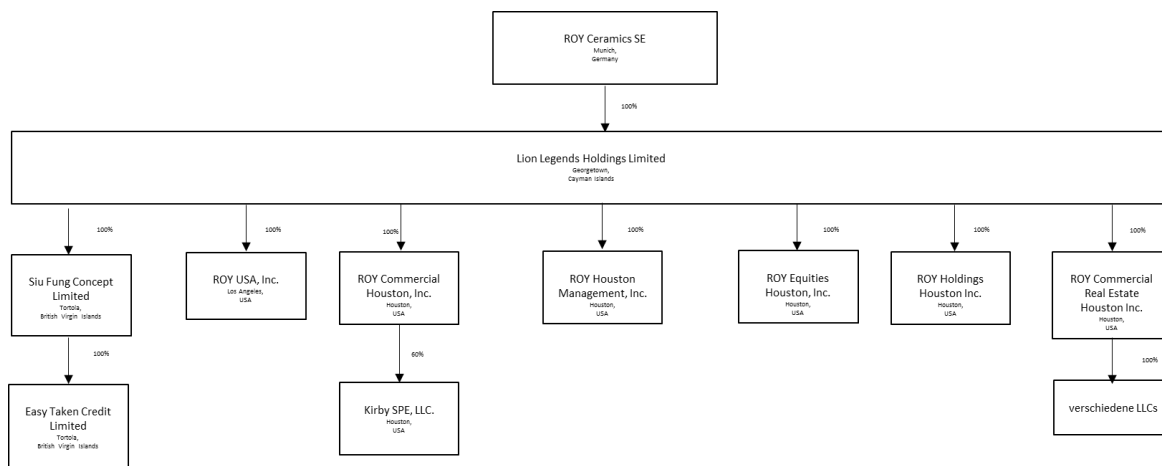 ROY Ceramics SE
Munich,
Germany
100%
Lion Legends Holdings Limited
Georgetown,
Cayman Islands
100%
100%
100%
100%
100%
100%
100%
Siu Fung Concept
Limited
Tortola,
British Virgin Islands
ROY USA, Inc.
Los Angeles,
USA
ROY Commercial
Houston, Inc.
Houston,
USA
ROY Houston
Management, Inc.
Houston,
USA
ROY Equities
Houston, Inc.
Houston,
USA
ROY Holdings
Houston Inc.
Houston,
USA
ROY Commercial
Real Estate
Houston Inc.
Houston,
USA
100%
60%
100%
Easy Taken Credit
Limited
Tortola,
British Virgin Islands
Kirby SPE, LLC.
Houston,
USA
verschiedene LLCs